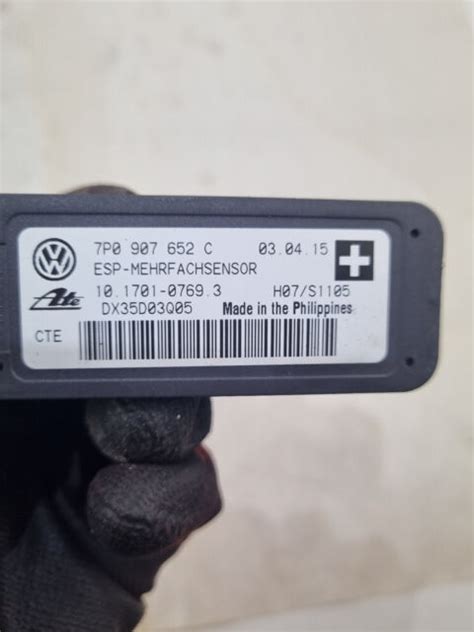 7P0 907 652 C 03.04.15
ESP-MEHRFACHSENSOR
Ate 10.1701-0769.3 H07/S1105
DX35D03Q05 Made in the Philippines
CTE